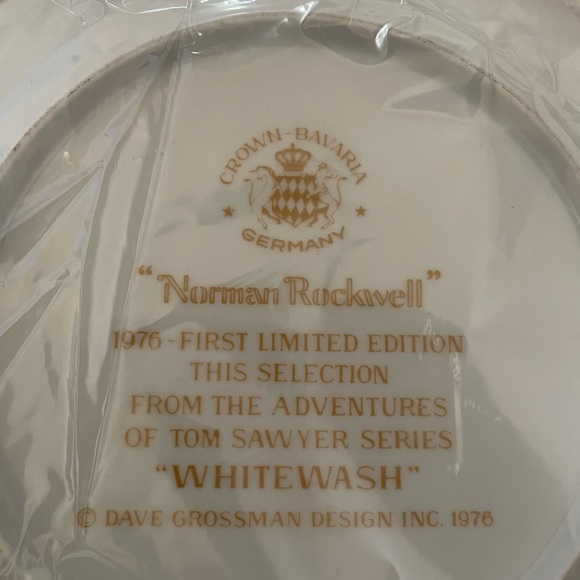 CROWN-BAVARIA
GERMANY
"Norman Rockwell"
1976-FIRST LIMITED EDITION
THIS SELECTION
FROM THE ADVENTURES
OF TOM SAWYER SERIES
"WHITEWASH"
© DAVE GROSSMAN DESIGN INC. 1976